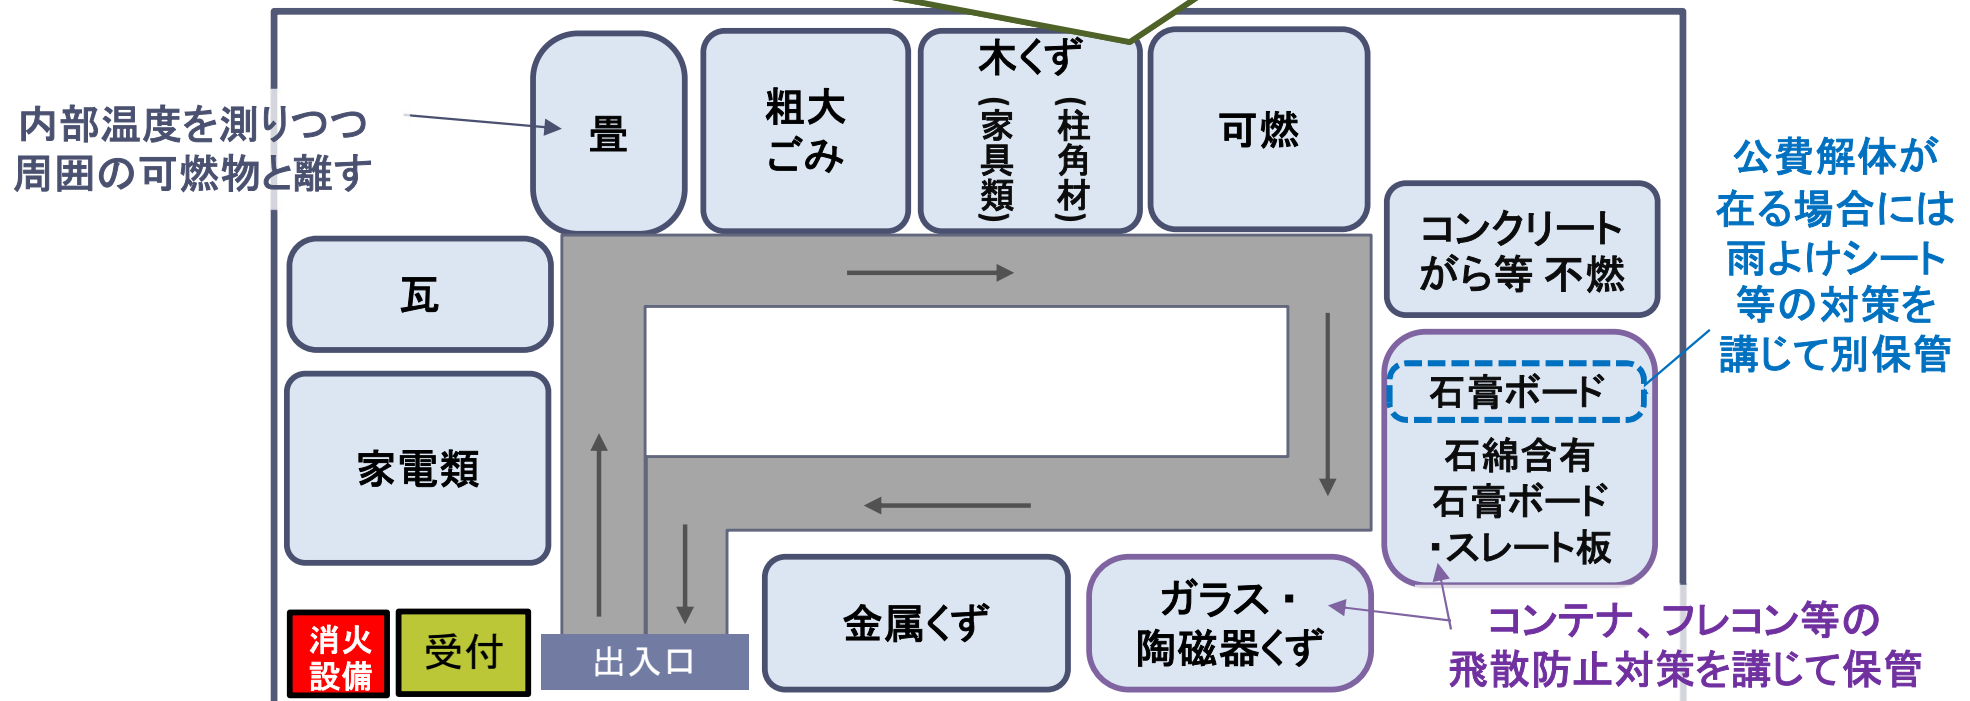 内部温度を測りつつ
周囲の可燃物と離す
畳
粗大
ごみ
木くず
(柱角材)
(家具類)
可燃
公費解体が
在る場合には
雨よけシート
等の対策を
講じて別保管
コンクリート
がら等 不燃
瓦
石膏ボード
石綿含有
石膏ボード
・スレート板
家電類
金属くず
ガラス・
陶磁器くず
コンテナ、フレコン等の
飛散防止対策を講じて保管
消火
設備
受付
出入口